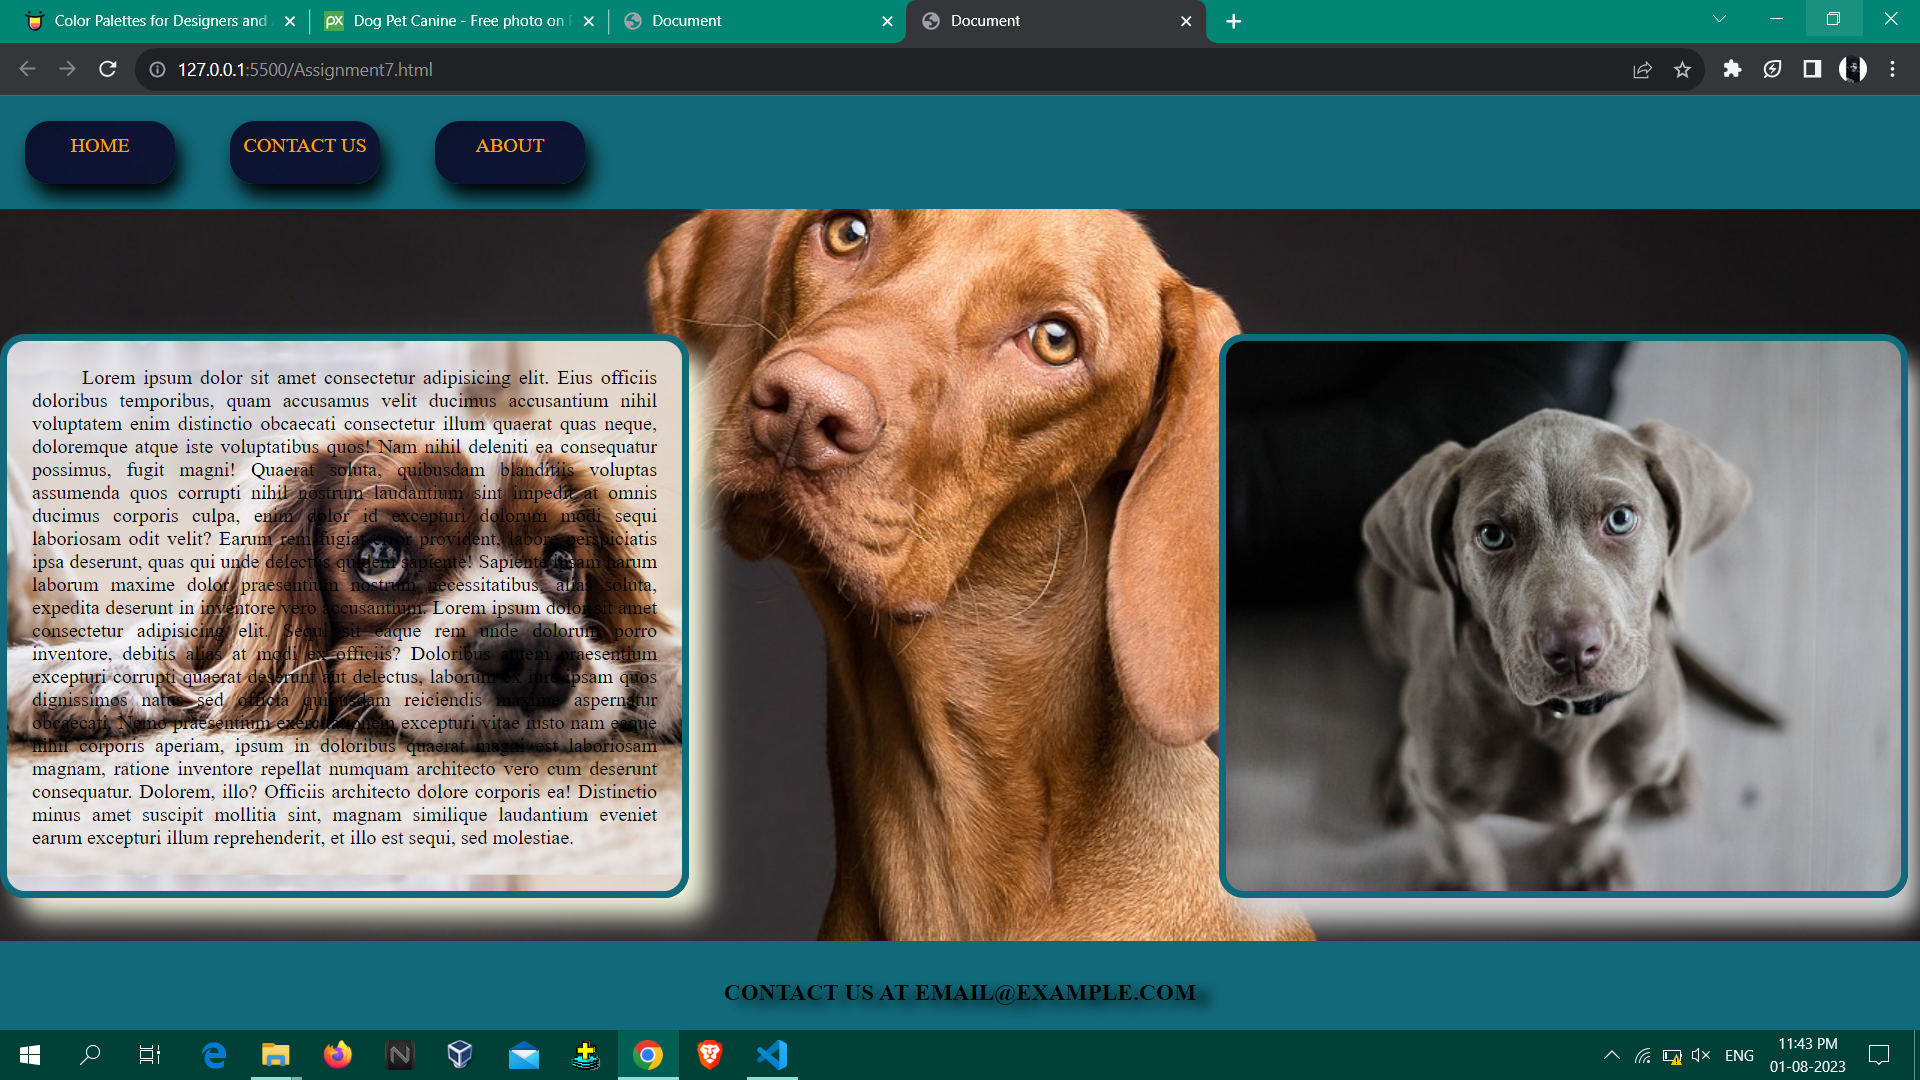 Color Palettes for Designers and
Dog Pet Canine - Free photo on
Document
Document
127.0.0.1:5500/Assignment7.html
HOME
CONTACT US
ABOUT
Lorem ipsum dolor sit amet consectetur adipisicing elit. Eius officiis
doloribus temporibus, quam accusamus velit ducimus accusantium nihil
voluptatem enim distinctio obcaecati consectetur illum quaerat quas neque,
doloremque atque iste voluptatibus quos! Nam nihil deleniti ea consequatur
possimus, fugit magni! Quaerat soluta, quibusdam blanditiis voluptas
assumenda quos corrupti nihil nostrum laudantium sint impedit at omnis
ducimus corporis culpa, enim dolor id excepturi dolorum modi sequi
laboriosam odit velit? Earum rem fugiat error provident, labore perspiciatis
ipsa deserunt, quas qui unde delectus quidem sapiente! Sapiente ipsam harum
laborum maxime dolor praesentium nostrum necessitatibus, alias soluta,
expedita deserunt in inventore vero accusantium. Lorem ipsum dolor sit amet
consectetur adipisicing elit. Sequi sit eaque rem unde dolorum porro
inventore, debitis alias at modi ex officiis? Doloribus autem praesentium
excepturi corrupti quaerat deserunt aut delectus, laborum ex iure ipsam quos
dignissimos natus sed officia quibusdam reiciendis maxime aspernatur
obcaecati. Nemo praesentium exercitationem excepturi vitae iusto nam eaque
nihil corporis aperiam, ipsum in doloribus quaerat magni est laboriosam
magnam, ratione inventore repellat numquam architecto vero cum deserunt
consequatur. Dolorem, illo? Officiis architecto dolore corporis ea! Distinctio
minus amet suscipit mollitia sint, magnam similique laudantium eveniet
earum excepturi illum reprehenderit, et illo est sequi, sed molestiae.
CONTACT US AT EMAIL@EXAMPLE.COM
ENG
11:43 PM
01-08-2023